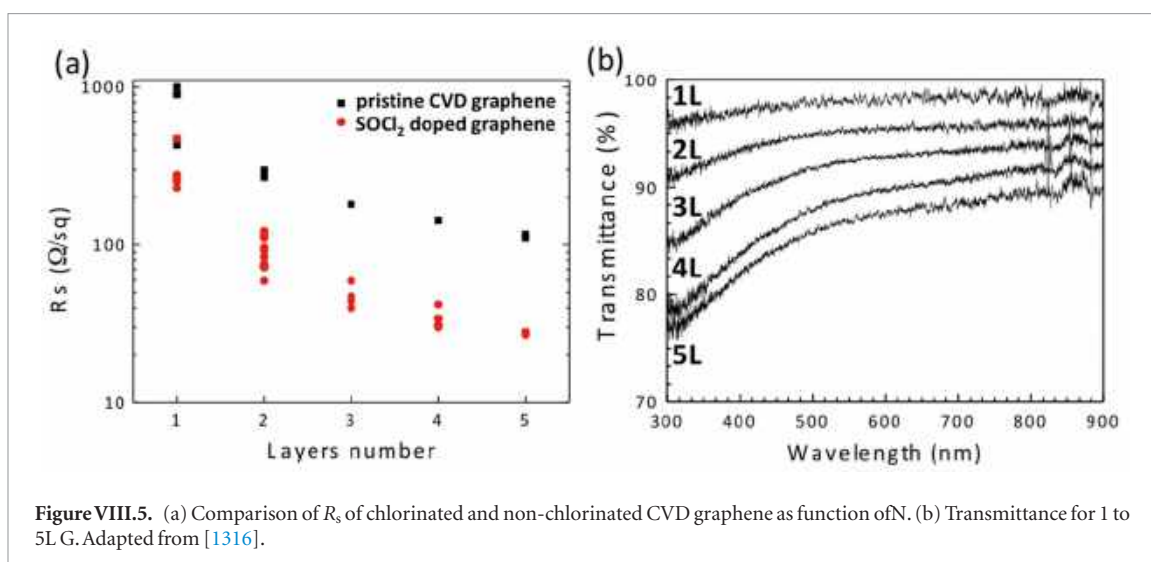 (a)
1000
100
10
Rs (Ω/sq)
■ pristine CVD graphene
● SOCl₂ doped graphene
1 2 3 4 5
Layers number
(b)
100
90
80
70
Transmittance (%)
1L
2L
3L
4L
5L
300 400 500 600 700 800 900
Wavelength (nm)
Figure VIII.5. (a) Comparison of Rs of chlorinated and non-chlorinated CVD graphene as function ofN. (b) Transmittance for 1 to
5L G. Adapted from [1316].